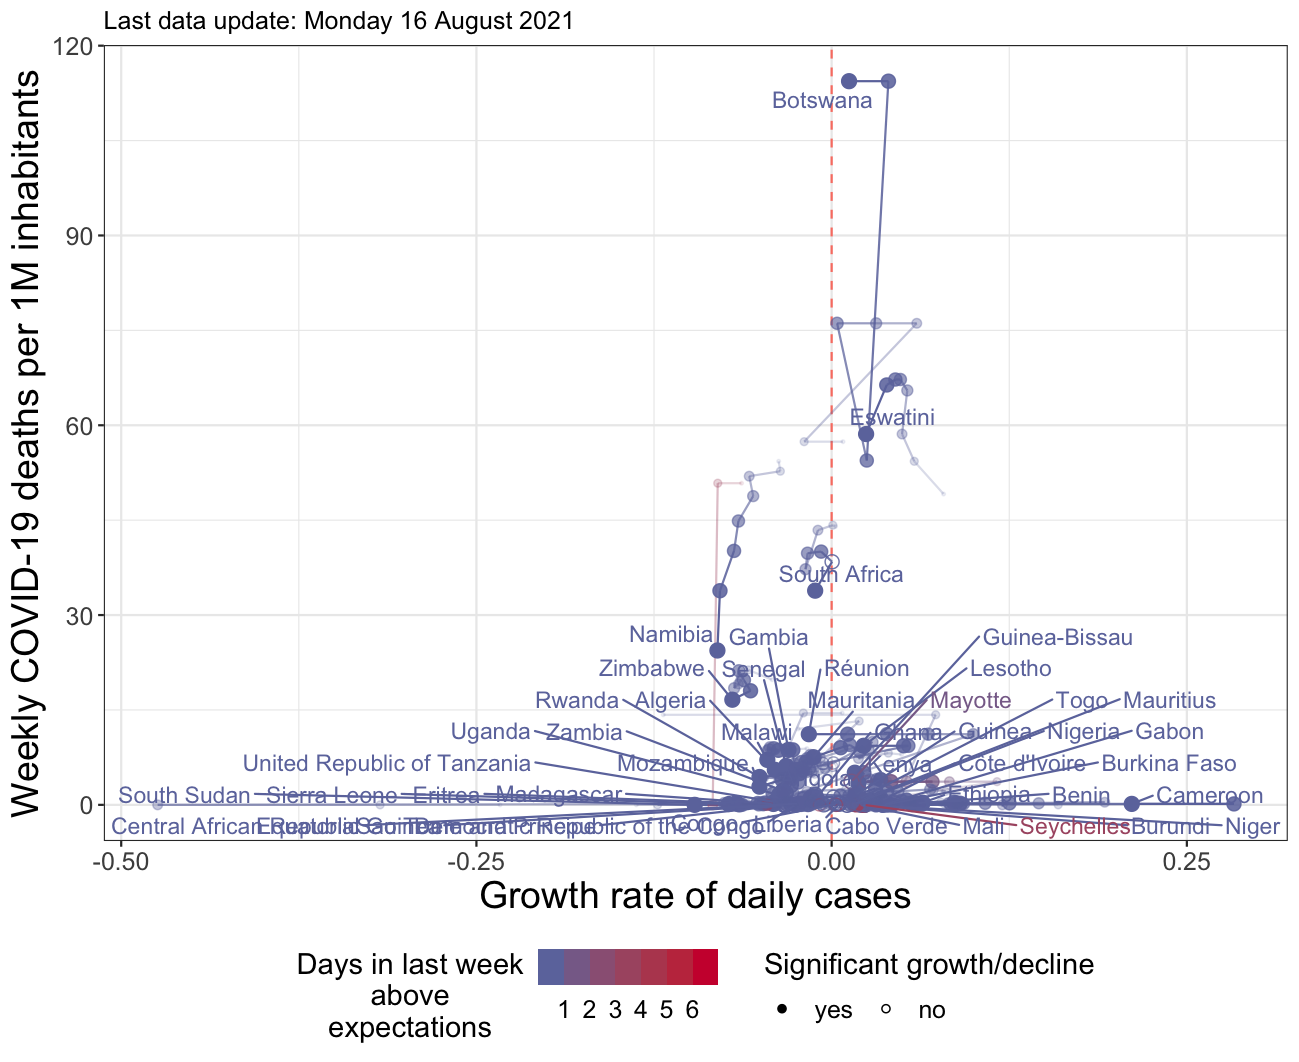 Last data update: Monday 16 August 2021
Weekly COVID-19 deaths per 1M inhabitants
120
90
60
30
0
Botswana
Eswatini
South Africa
Namibia
Gambia
Guinea-Bissau
Zimbabwe
Senegal
Réunion
Lesotho
Rwanda
Algeria
Mauritania
Mayotte
Togo
Mauritius
Uganda
Zambia
Malawi
Ghana
Guinea
Nigeria
Gabon
United Republic of Tanzania
Mozambique
Côte d'Ivoire
Burkina Faso
South Sudan
Sierra Leone
Eritrea
Madagascar
Benin
Cameroon
Central African Republic
Congo
Liberia
Cabo Verde
Mali
Seychelles
Burundi
Niger
-0.50
-0.25
0.00
0.25
Growth rate of daily cases
Days in last week
above
expectations
1 2 3 4 5 6
Significant growth/decline
yes
no